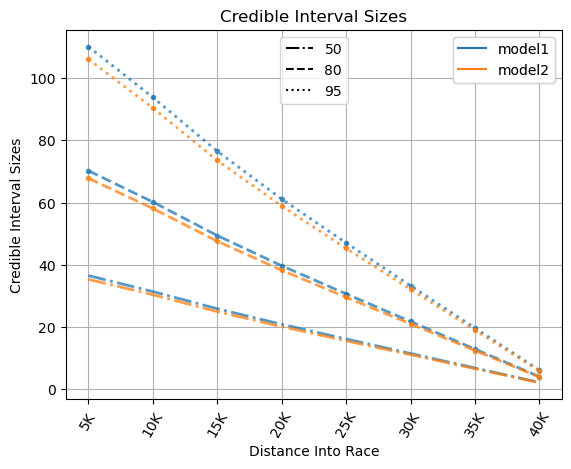 Credible Interval Sizes
50
80
95
model1
model2
Credible Interval Sizes
100
80
60
40
20
0
5K
10K
15K
20K
25K
30K
35K
40K
Distance Into Race